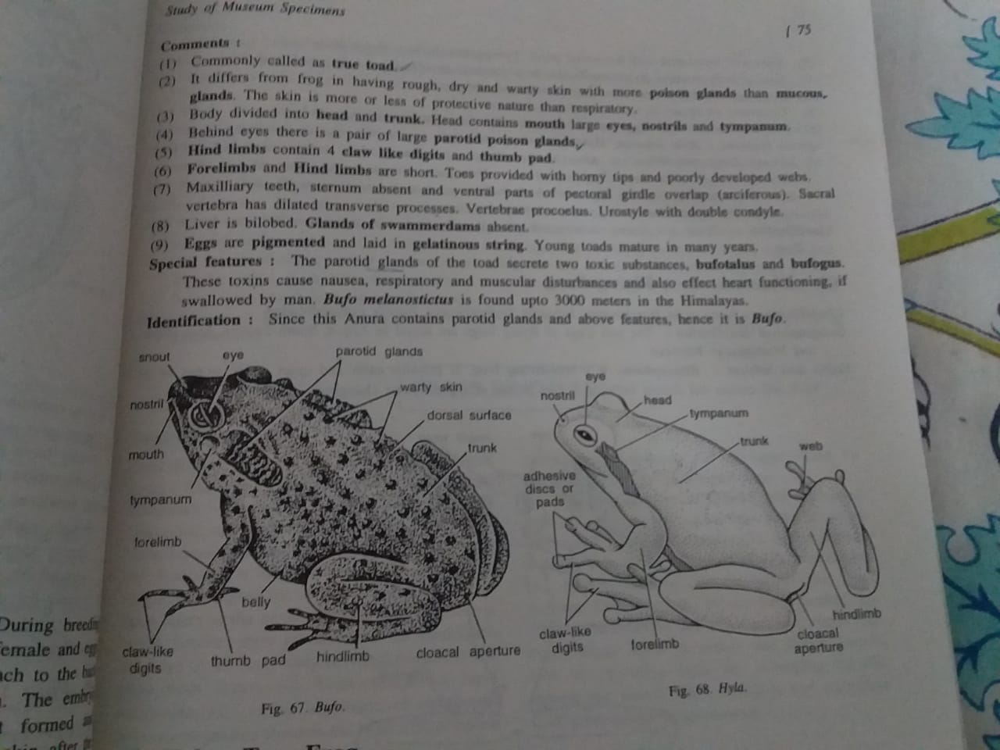 Study of Museum Specimens
[ 75
Comments :
(1) Commonly called as true toad.
(2) It differs from frog in having rough, dry and warty skin with more poison glands than mucous,
glands. The skin is more or less of protective nature than respiratory.
(3) Body divided into head and trunk. Head contains mouth large eyes, nostrils and tympanum.
(4) Behind eyes there is a pair of large parotid poison glands.
(5) Hind limbs contain 4 claw like digits and thumb pad.
(6) Forelimbs and Hind limbs are short. Toes provided with horny tips and poorly developed webs.
(7) Maxilliary teeth, sternum absent and ventral parts of pectoral girdle overlap (arciferous). Sacral
vertebra has dilated transverse processes. Vertebrae procoelus. Urostyle with double condyle.
(8) Liver is bilobed. Glands of swammerdams absent.
(9) Eggs are pigmented and laid in gelatinous string. Young toads mature in many years.
Special features : The parotid glands of the toad secrete two toxic substances, bufotalus and bufogus.
These toxins cause nausea, respiratory and muscular disturbances and also effect heart functioning, if
swallowed by man. Bufo melanostictus is found upto 3000 meters in the Himalayas.
Identification : Since this Anura contains parotid glands and above features, hence it is Bufo.
snout
eye
parotid glands
warty skin
nostril
dorsal surface
trunk
mouth
tympanum
forelimb
belly
claw-like
digits
thumb pad
hindlimb
cloacal aperture
Fig. 67. Bufo.
eye
nostril
head
tympanum
trunk
web
adhesive
discs or
pads
claw-like
digits
forelimb
hindlimb
cloacal
aperture
Fig. 68. Hyla.
During
and
to the
The
formed